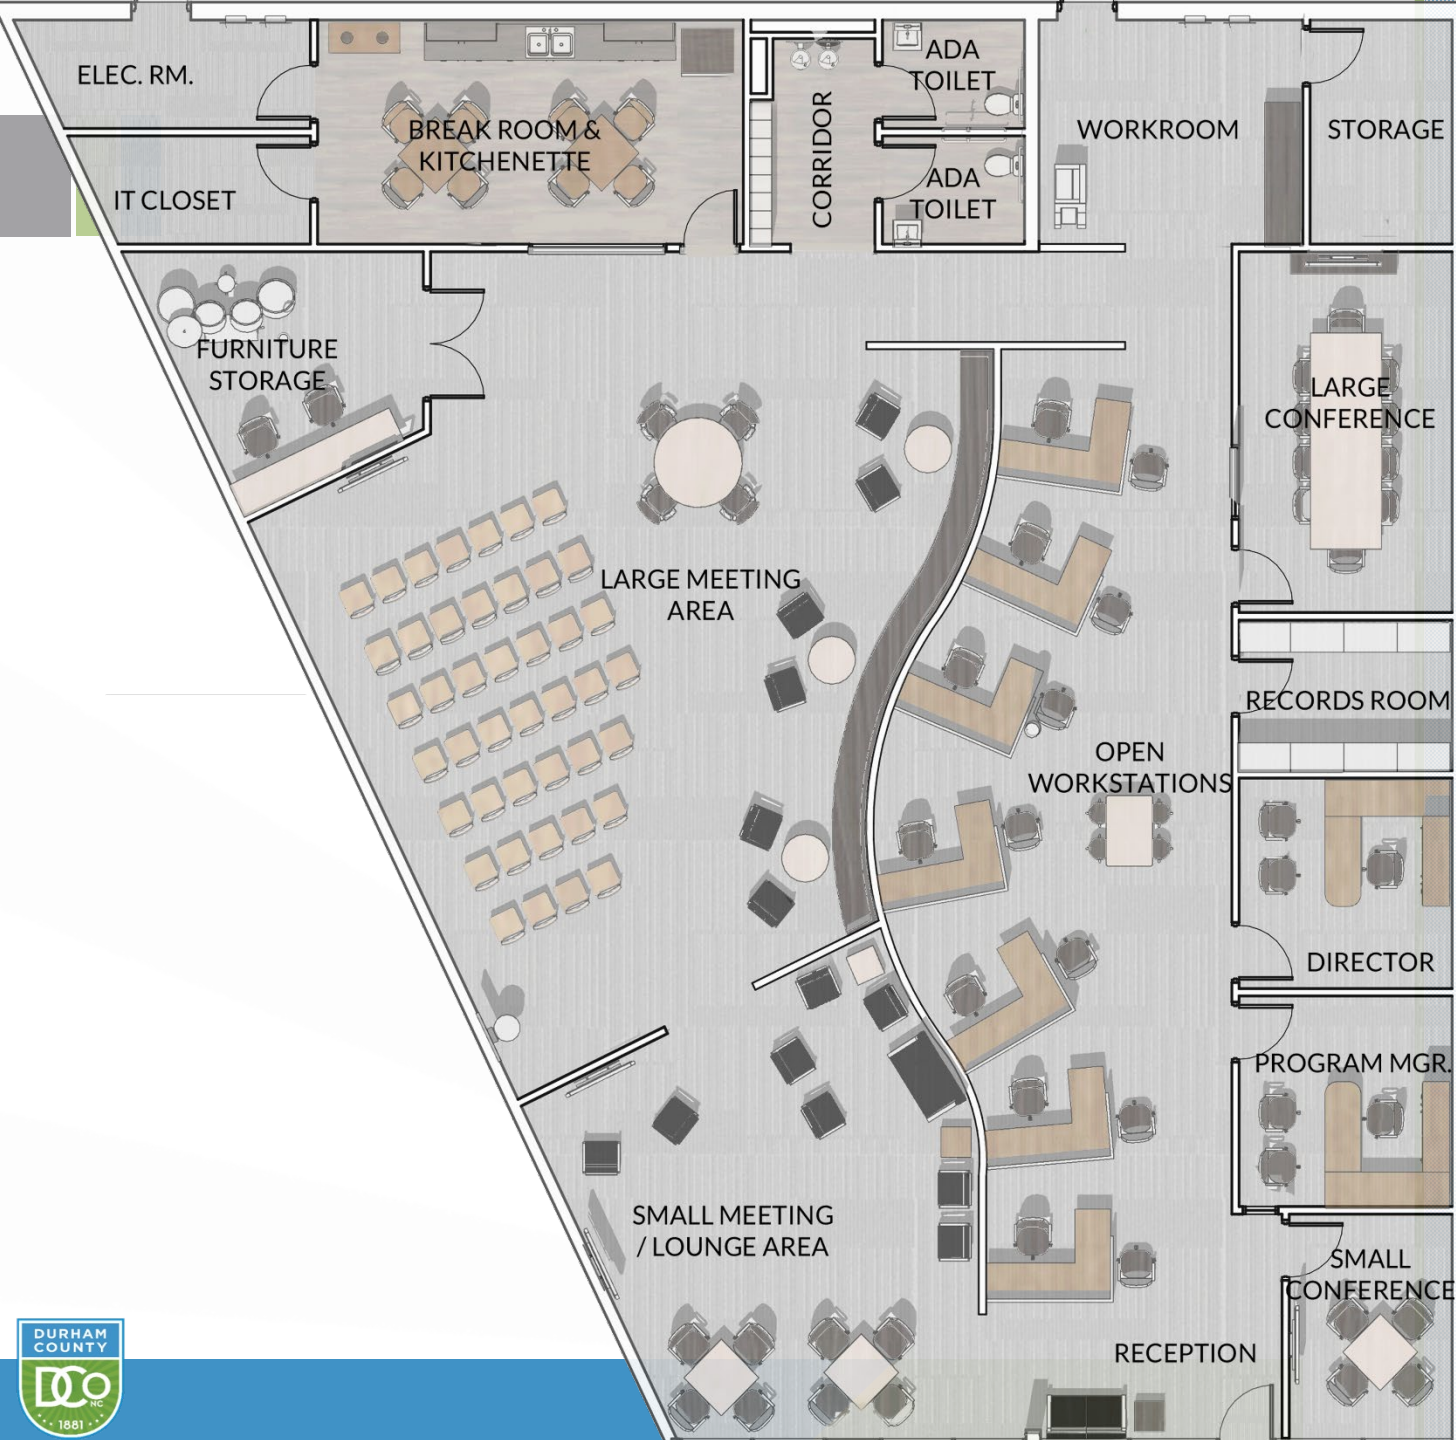 ELEC. RM.
IT CLOSET
BREAK ROOM &
KITCHENETTE
CORRIDOR
ADA
TOILET
ADA
TOILET
WORKROOM
STORAGE
FURNITURE
STORAGE
LARGE
CONFERENCE
LARGE MEETING
AREA
RECORDS ROOM
OPEN
WORKSTATIONS
DIRECTOR
PROGRAM MGR.
SMALL MEETING
/ LOUNGE AREA
SMALL
CONFERENCE
RECEPTION
DURHAM
COUNTY
DCO
NC
1881